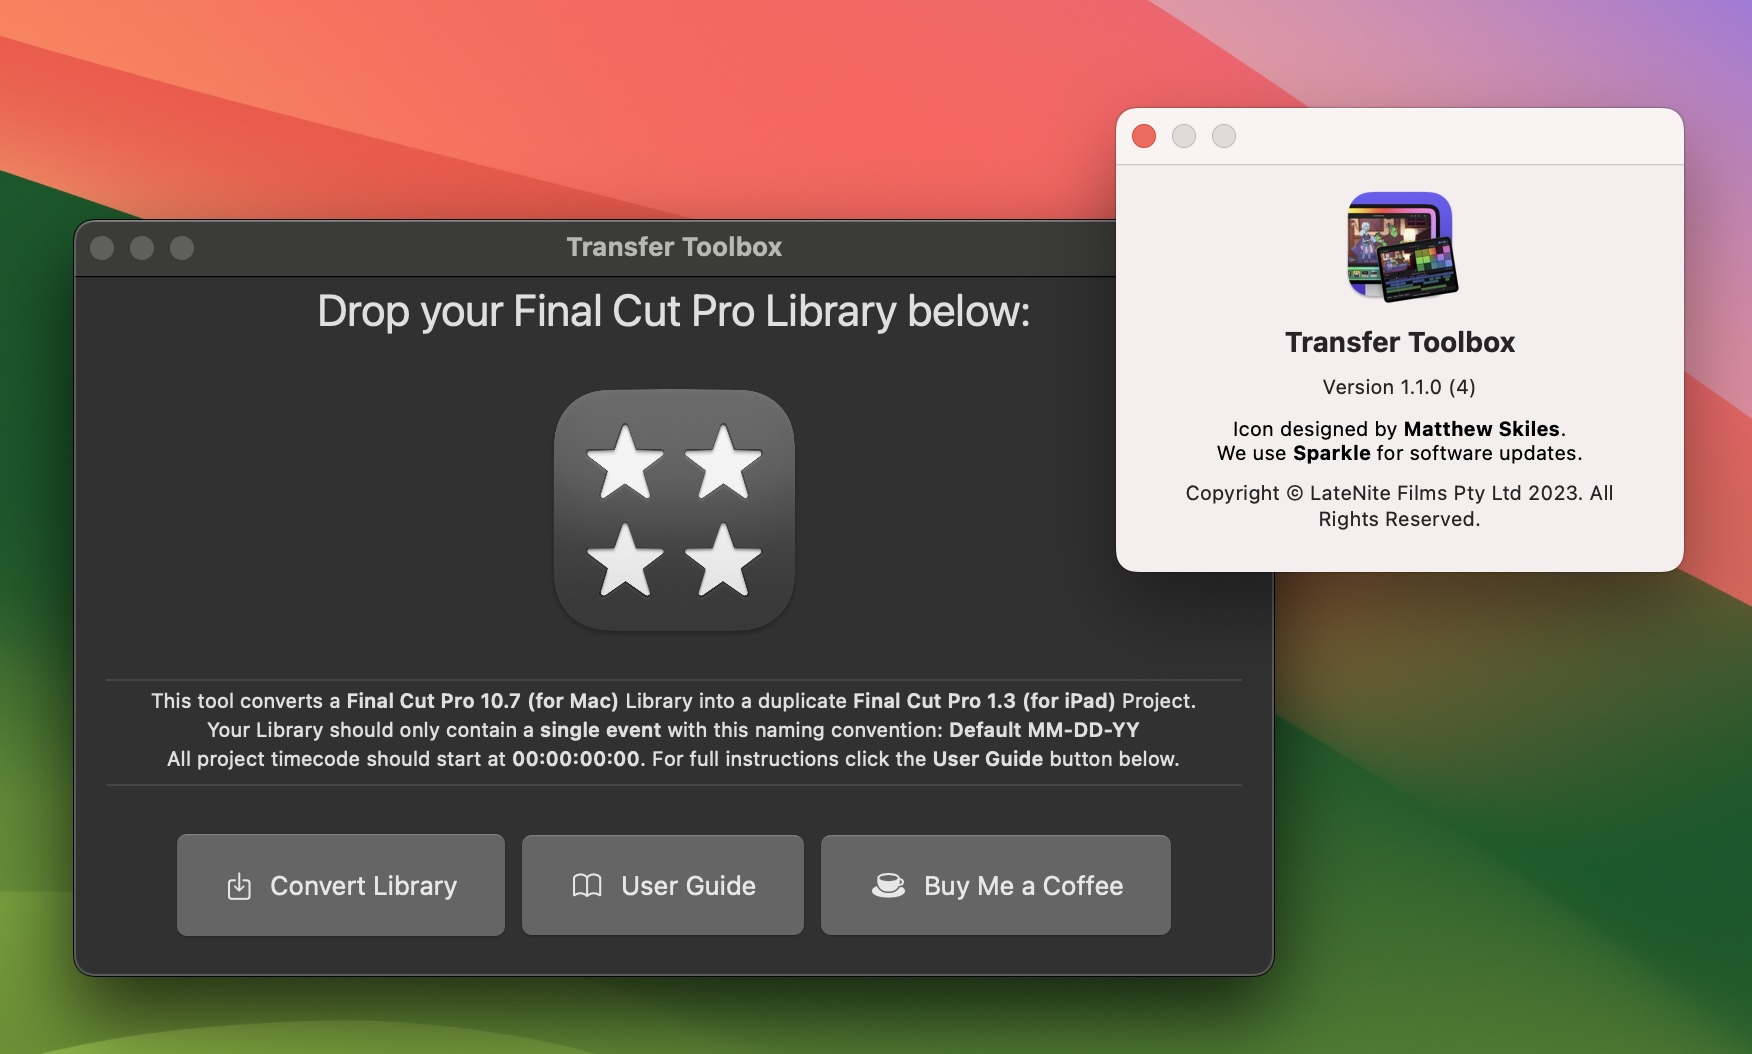 Transfer Toolbox
Drop your Final Cut Pro Library below:
This tool converts a Final Cut Pro 10.7 (for Mac) Library into a duplicate Final Cut Pro 1.3 (for iPad) Project.
Your Library should only contain a single event with this naming convention: Default MM-DD-YY
All project timecode should start at 00:00:00:00. For full instructions click the User Guide button below.
Convert Library
User Guide
Buy Me a Coffee
Transfer Toolbox
Version 1.1.0 (4)
Icon designed by Matthew Skiles.
We use Sparkle for software updates.
Copyright © LateNite Films Pty Ltd 2023. All
Rights Reserved.